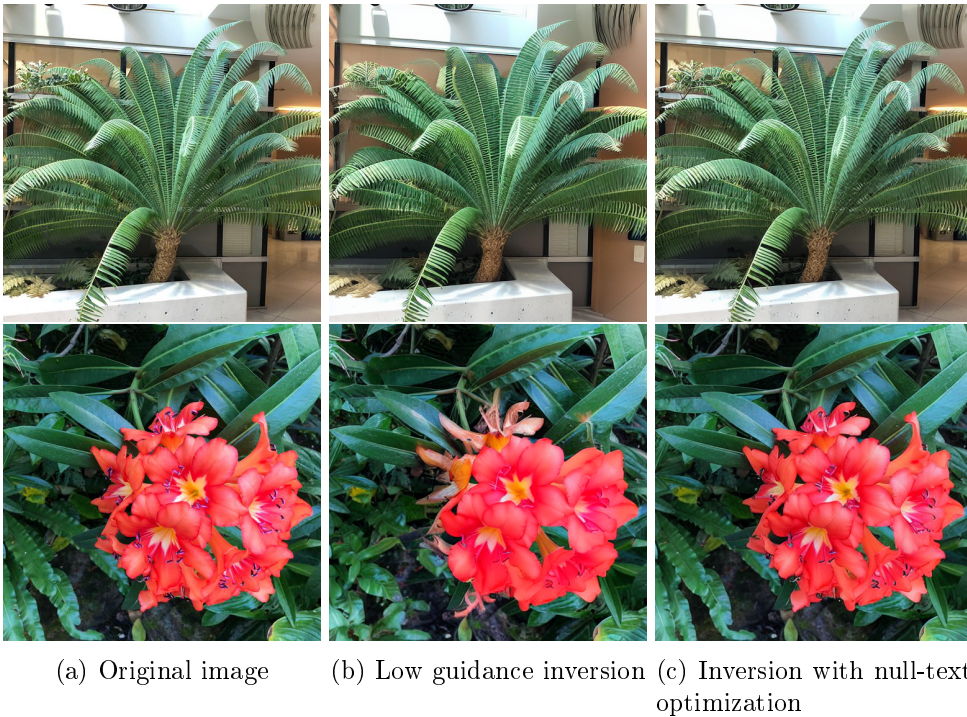 (a) Original image
(b) Low guidance inversion
(c) Inversion with null-text
optimization